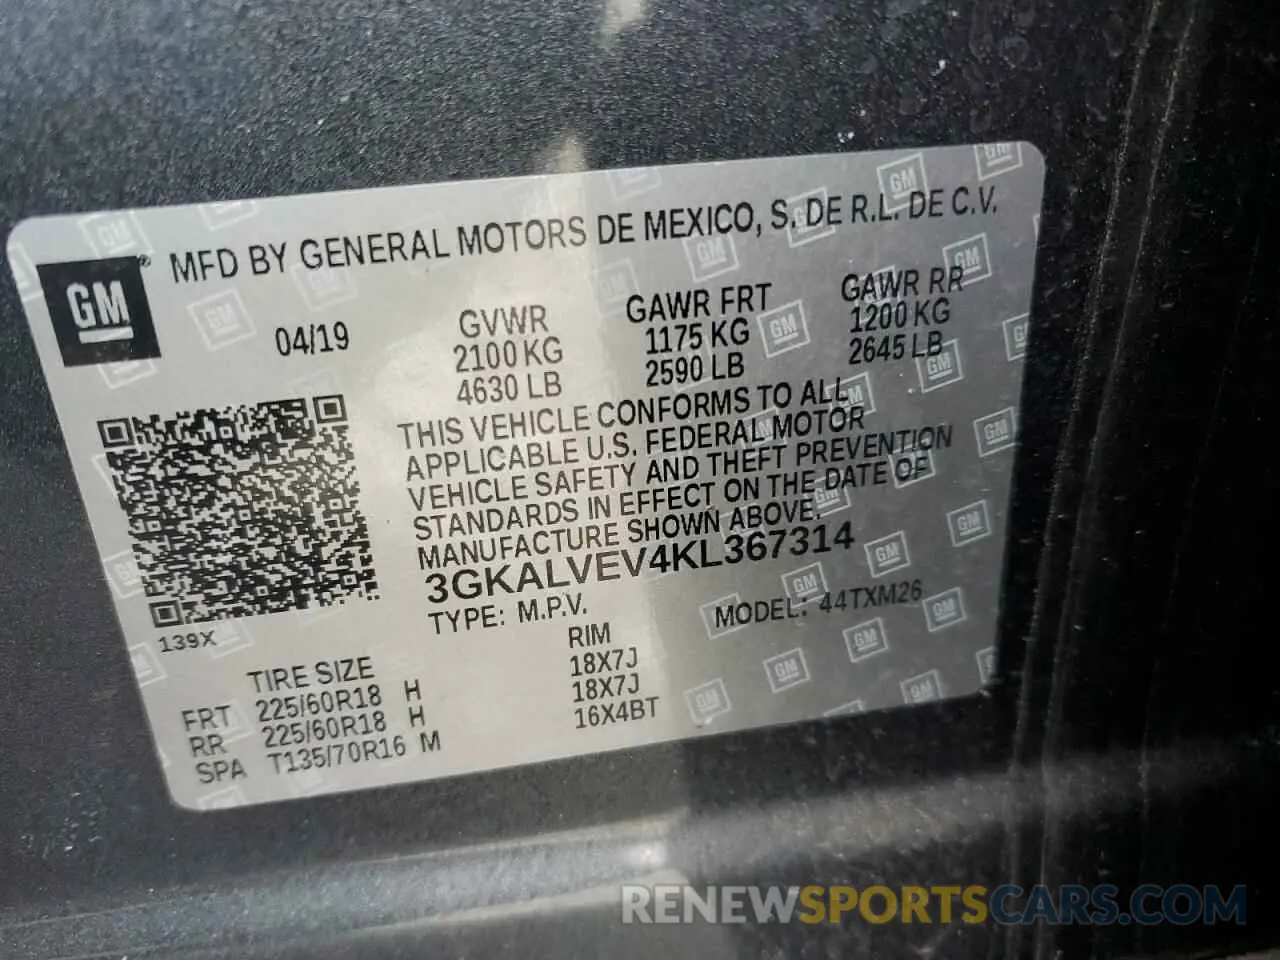 GM
MFD BY GENERAL MOTORS DE MEXICO, S. DE R.L. DE C.V.
04/19
GVWR
2100 KG
4630 LB
GAWR FRT
1175 KG
2590 LB
GAWR RR
1200 KG
2645 LB
THIS VEHICLE CONFORMS TO ALL
APPLICABLE U.S. FEDERAL MOTOR
VEHICLE SAFETY AND THEFT PREVENTION
STANDARDS IN EFFECT ON THE DATE OF
MANUFACTURE SHOWN ABOVE.
3GKALVEV4KL367314
TYPE: M.P.V.
MODEL: 44TXM26
139X
TIRE SIZE
RIM
FRT 225/60R18 H 18X7J
RR 225/60R18 H 18X7J
SPA T135/70R16 M 16X4BT
RENEWSPORTSCARS.COM